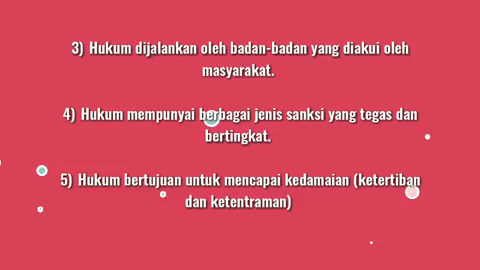 3) Hukum dijalankan oleh badan-badan yang diakui oleh
masyarakat.
4) Hukum mempunyai berbagai jenis sanksi yang tegas dan
bertingkat.
5) Hukum bertujuan untuk mencapai kedamaian (ketertiban
dan ketentraman)